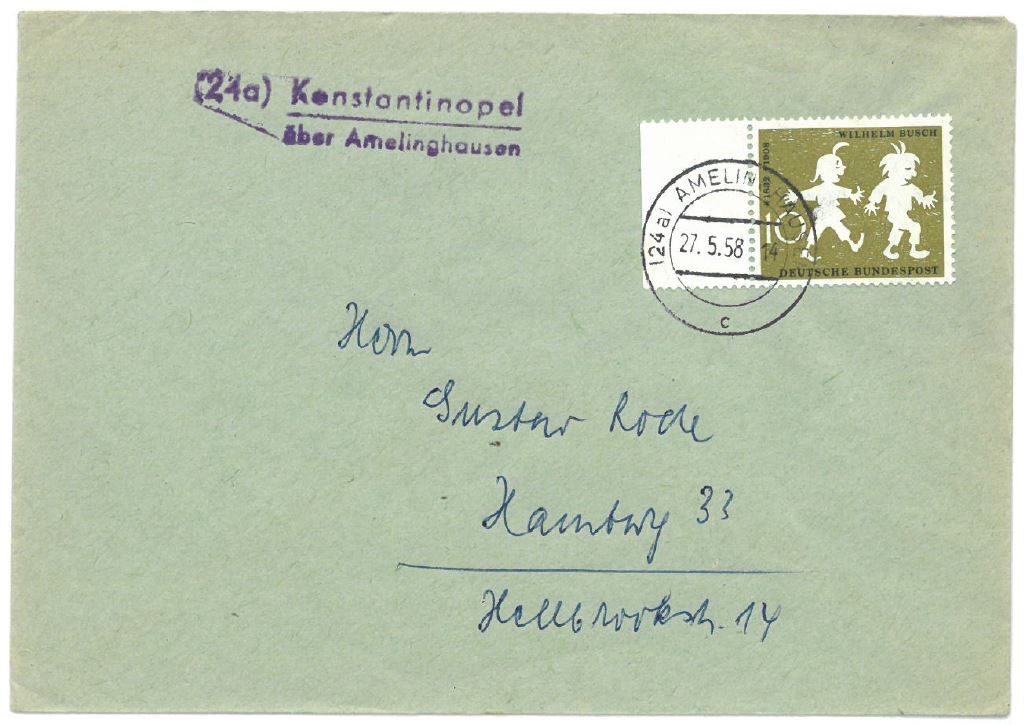 (24a) Konstantinopel
über Amelinghausen
WILHELM BUSCH
*1832 †1908
10
DEUTSCHE BUNDESPOST
(24a) AMELINGHAUSEN
27.5.58 14
c
Herrn
Gustav Rode
Hamburg 33
Hellbrookstr. 14